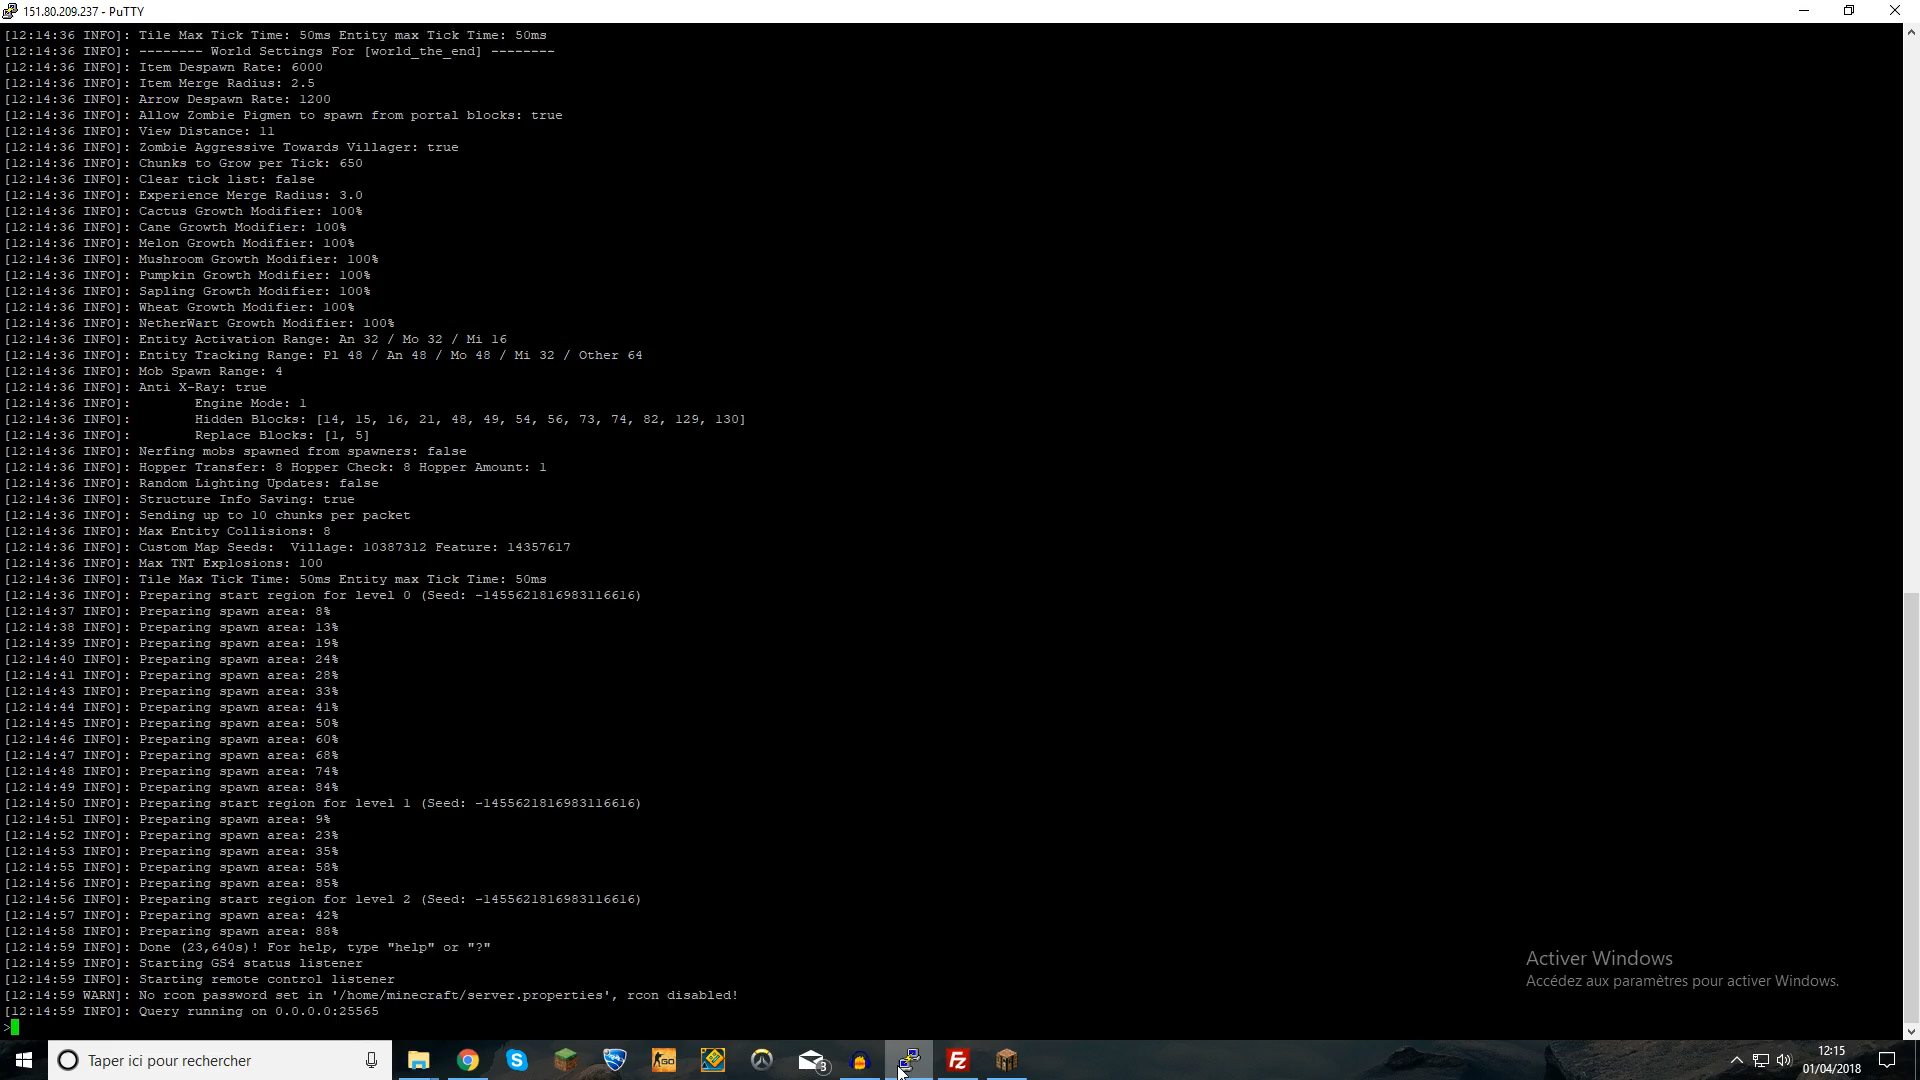 151.80.209.237 - PuTTY
[12:14:36 INFO]: Tile Max Tick Time: 50ms Entity max Tick Time: 50ms
[12:14:36 INFO]: -------- World Settings For [world_the_end] --------
[12:14:36 INFO]: Item Despawn Rate: 6000
[12:14:36 INFO]: Item Merge Radius: 2.5
[12:14:36 INFO]: Arrow Despawn Rate: 1200
[12:14:36 INFO]: Allow Zombie Pigmen to spawn from portal blocks: true
[12:14:36 INFO]: View Distance: 11
[12:14:36 INFO]: Zombie Aggressive Towards Villager: true
[12:14:36 INFO]: Chunks to Grow per Tick: 650
[12:14:36 INFO]: Clear tick list: false
[12:14:36 INFO]: Experience Merge Radius: 3.0
[12:14:36 INFO]: Cactus Growth Modifier: 100%
[12:14:36 INFO]: Cane Growth Modifier: 100%
[12:14:36 INFO]: Melon Growth Modifier: 100%
[12:14:36 INFO]: Mushroom Growth Modifier: 100%
[12:14:36 INFO]: Pumpkin Growth Modifier: 100%
[12:14:36 INFO]: Sapling Growth Modifier: 100%
[12:14:36 INFO]: Wheat Growth Modifier: 100%
[12:14:36 INFO]: NetherWart Growth Modifier: 100%
[12:14:36 INFO]: Entity Activation Range: An 32 / Mo 32 / Mi 16
[12:14:36 INFO]: Entity Tracking Range: Pl 48 / An 48 / Mo 48 / Mi 32 / Other 64
[12:14:36 INFO]: Mob Spawn Range: 4
[12:14:36 INFO]: Anti X-Ray: true
[12:14:36 INFO]: Engine Mode: 1
[12:14:36 INFO]: Hidden Blocks: [14, 15, 16, 21, 48, 49, 54, 56, 73, 74, 82, 129, 130]
[12:14:36 INFO]: Replace Blocks: [1, 5]
[12:14:36 INFO]: Nerfing mobs spawned from spawners: false
[12:14:36 INFO]: Hopper Transfer: 8 Hopper Check: 8 Hopper Amount: 1
[12:14:36 INFO]: Random Lighting Updates: false
[12:14:36 INFO]: Structure Info Saving: true
[12:14:36 INFO]: Sending up to 10 chunks per packet
[12:14:36 INFO]: Max Entity Collisions: 8
[12:14:36 INFO]: Custom Map Seeds:  Village: 10387312 Feature: 14357617
[12:14:36 INFO]: Max TNT Explosions: 100
[12:14:36 INFO]: Tile Max Tick Time: 50ms Entity max Tick Time: 50ms
[12:14:36 INFO]: Preparing start region for level 0 (Seed: -1455621816983116616)
[12:14:37 INFO]: Preparing spawn area: 8%
[12:14:38 INFO]: Preparing spawn area: 13%
[12:14:39 INFO]: Preparing spawn area: 19%
[12:14:40 INFO]: Preparing spawn area: 24%
[12:14:41 INFO]: Preparing spawn area: 28%
[12:14:43 INFO]: Preparing spawn area: 33%
[12:14:44 INFO]: Preparing spawn area: 41%
[12:14:45 INFO]: Preparing spawn area: 50%
[12:14:46 INFO]: Preparing spawn area: 60%
[12:14:47 INFO]: Preparing spawn area: 68%
[12:14:48 INFO]: Preparing spawn area: 74%
[12:14:49 INFO]: Preparing spawn area: 84%
[12:14:50 INFO]: Preparing start region for level 1 (Seed: -1455621816983116616)
[12:14:51 INFO]: Preparing spawn area: 9%
[12:14:52 INFO]: Preparing spawn area: 23%
[12:14:53 INFO]: Preparing spawn area: 35%
[12:14:55 INFO]: Preparing spawn area: 58%
[12:14:56 INFO]: Preparing spawn area: 85%
[12:14:56 INFO]: Preparing start region for level 2 (Seed: -1455621816983116616)
[12:14:57 INFO]: Preparing spawn area: 42%
[12:14:58 INFO]: Preparing spawn area: 88%
[12:14:59 INFO]: Done (23,640s)! For help, type "help" or "?"
[12:14:59 INFO]: Starting GS4 status listener
[12:14:59 INFO]: Starting remote control listener
[12:14:59 WARN]: No rcon password set in '/home/minecraft/server.properties', rcon disabled!
[12:14:59 INFO]: Query running on 0.0.0.0:25565
>
Activer Windows
Accédez aux paramètres pour activer Windows.
Taper ici pour rechercher
GO
3
FZ
12:15
01/04/2018